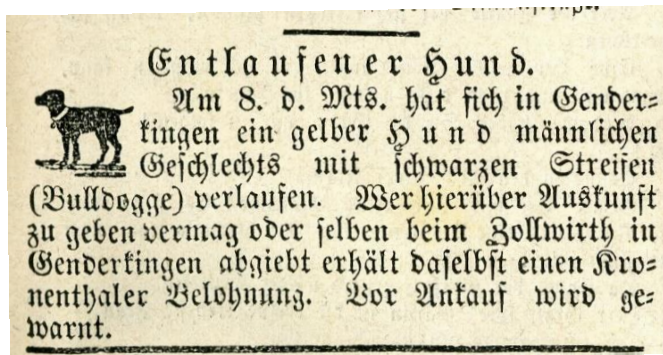 Entlaufener Hund.
Am 8. d. Mts. hat sich in Gender-
kingen ein gelber Hund männlichen
Geschlechts mit schwarzen Streifen
(Bulldogge) verlaufen. Wer hierüber Auskunft
zu geben vermag oder selben beim Zollwirth in
Genderkingen abgiebt erhält daselbst einen Kro-
nenthaler Belohnung. Vor Ankauf wird ge-
warnt.